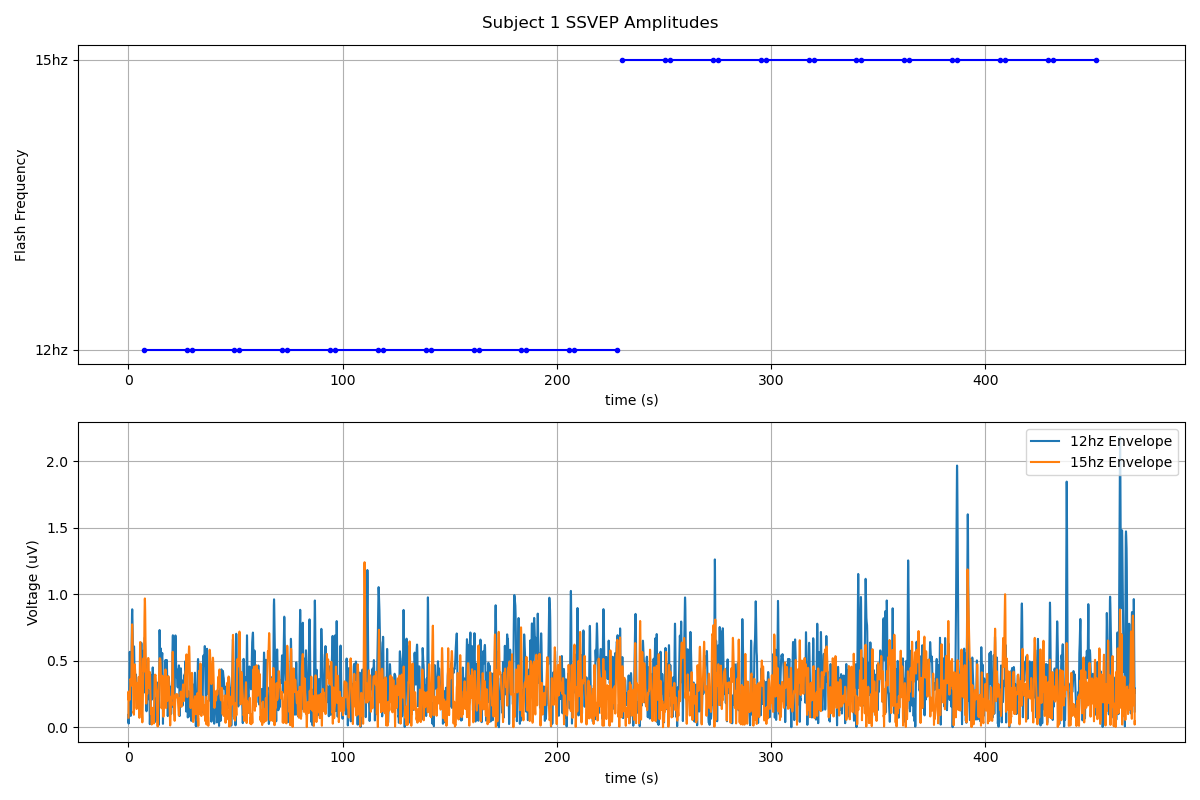 Subject 1 SSVEP Amplitudes
15hz
Flash Frequency
12hz
0 100 200 300 400
time (s)
12hz Envelope
15hz Envelope
2.0
1.5
Voltage (uV)
1.0
0.5
0.0
0 100 200 300 400
time (s)